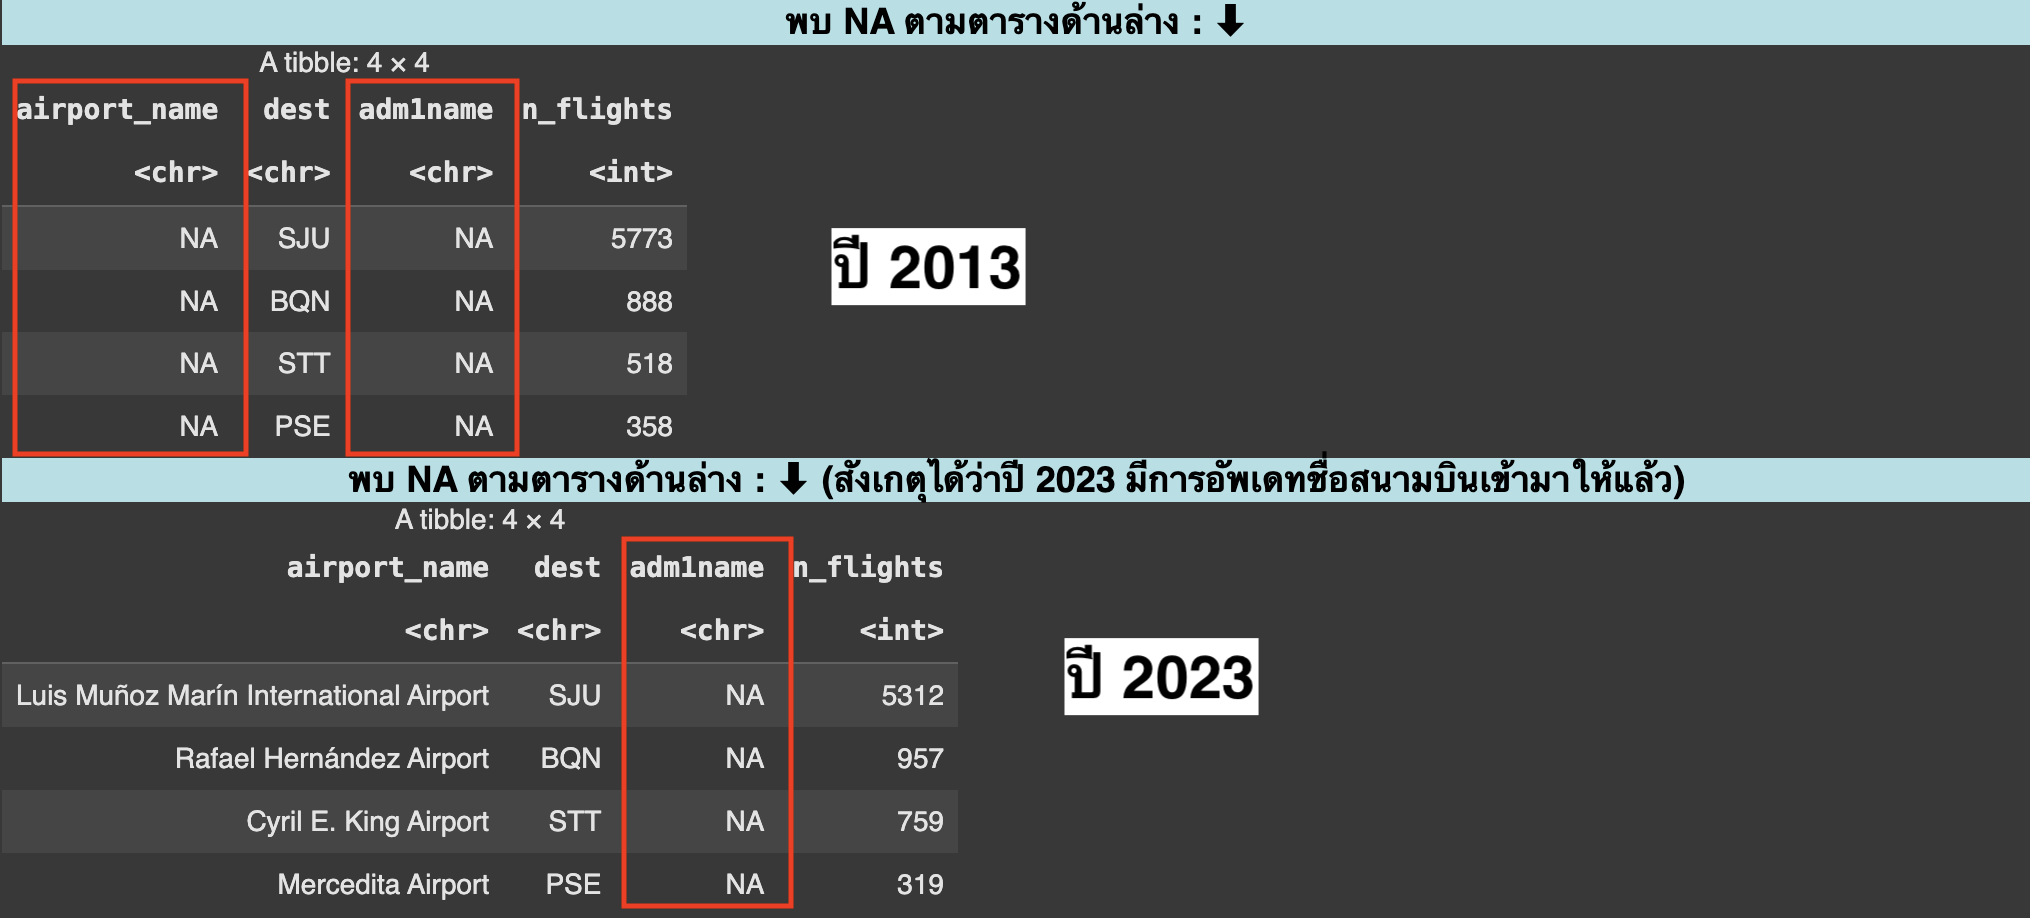 พบ NA ตามตารางด้านล่าง : ⬇
A tibble: 4 × 4
airport_name dest adm1name n_flights
<chr> <chr> <chr> <int>
NA SJU NA 5773
NA BQN NA 888
NA STT NA 518
NA PSE NA 358
ปี 2013
พบ NA ตามตารางด้านล่าง : ⬇ (สังเกตุได้ว่าปี 2023 มีการอัพเดทชื่อสนามบินเข้ามาให้แล้ว)
A tibble: 4 × 4
airport_name dest adm1name n_flights
<chr> <chr> <chr> <int>
Luis Muñoz Marín International Airport SJU NA 5312
Rafael Hernández Airport BQN NA 957
Cyril E. King Airport STT NA 759
Mercedita Airport PSE NA 319
ปี 2023